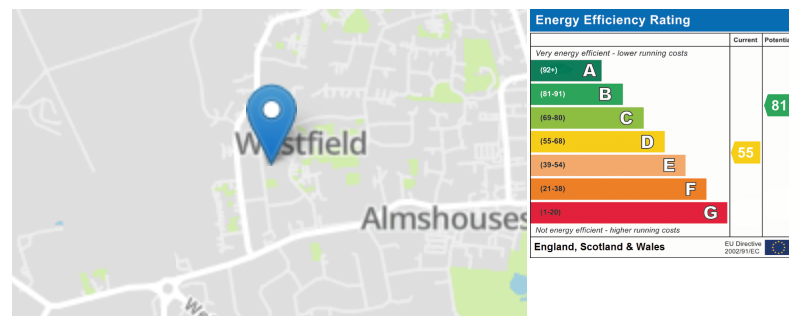 Westfield
Almshouses
We
Energy Efficiency Rating
Current Potentia
Very energy efficient - lower running costs
(92+) A
(81-91) B
81
(69-80) C
(55-68) D
55
(39-54) E
(21-38) F
(1-20) G
Not energy efficient - higher running costs
England, Scotland & Wales
EU Directive
2002/91/EC